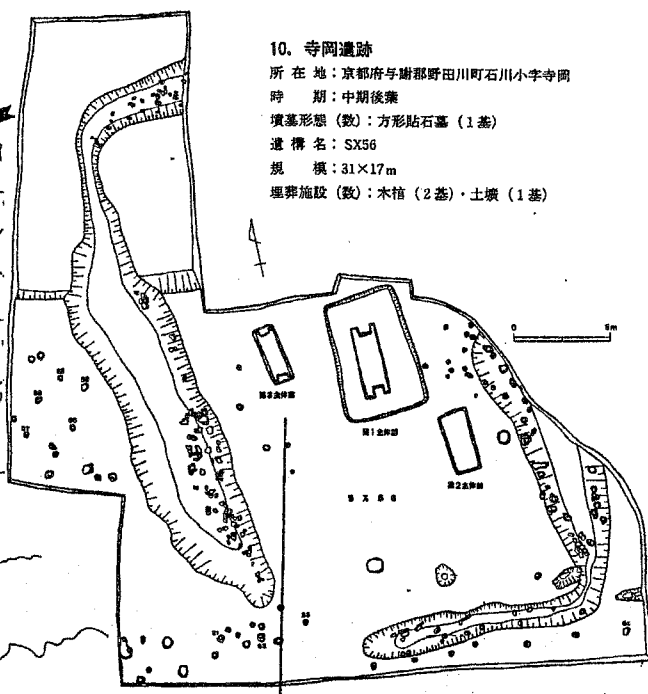 10. 寺岡遺跡
所在地：京都府与謝郡野田川町石川小字寺岡
時期：中期後葉
墳墓形態（数）：方形貼石墓（1基）
遺構名：SX56
規模：31×17m
埋葬施設（数）：木棺（2基）・土壙（1基）
0 5m
第3主体部
第1主体部
第2主体部
SX56